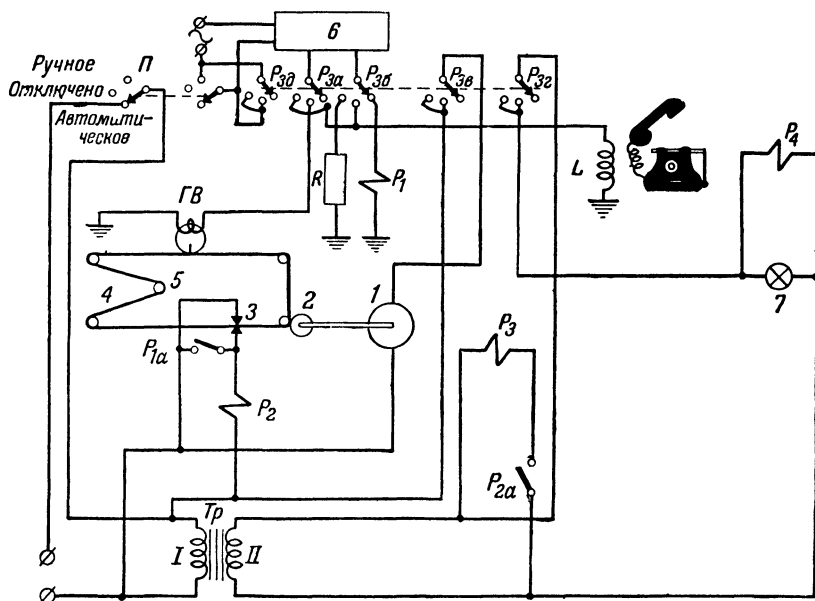 6
Ручное
П
Отключено
Автомити-
ческое
Р3д
Р3а
Р3б
Р3в
Р3г
R
Р1
L
Р4
7
ГВ
4
5
3
2
1
Р1а
Р2
Р3
Р2а
Тр
I
II